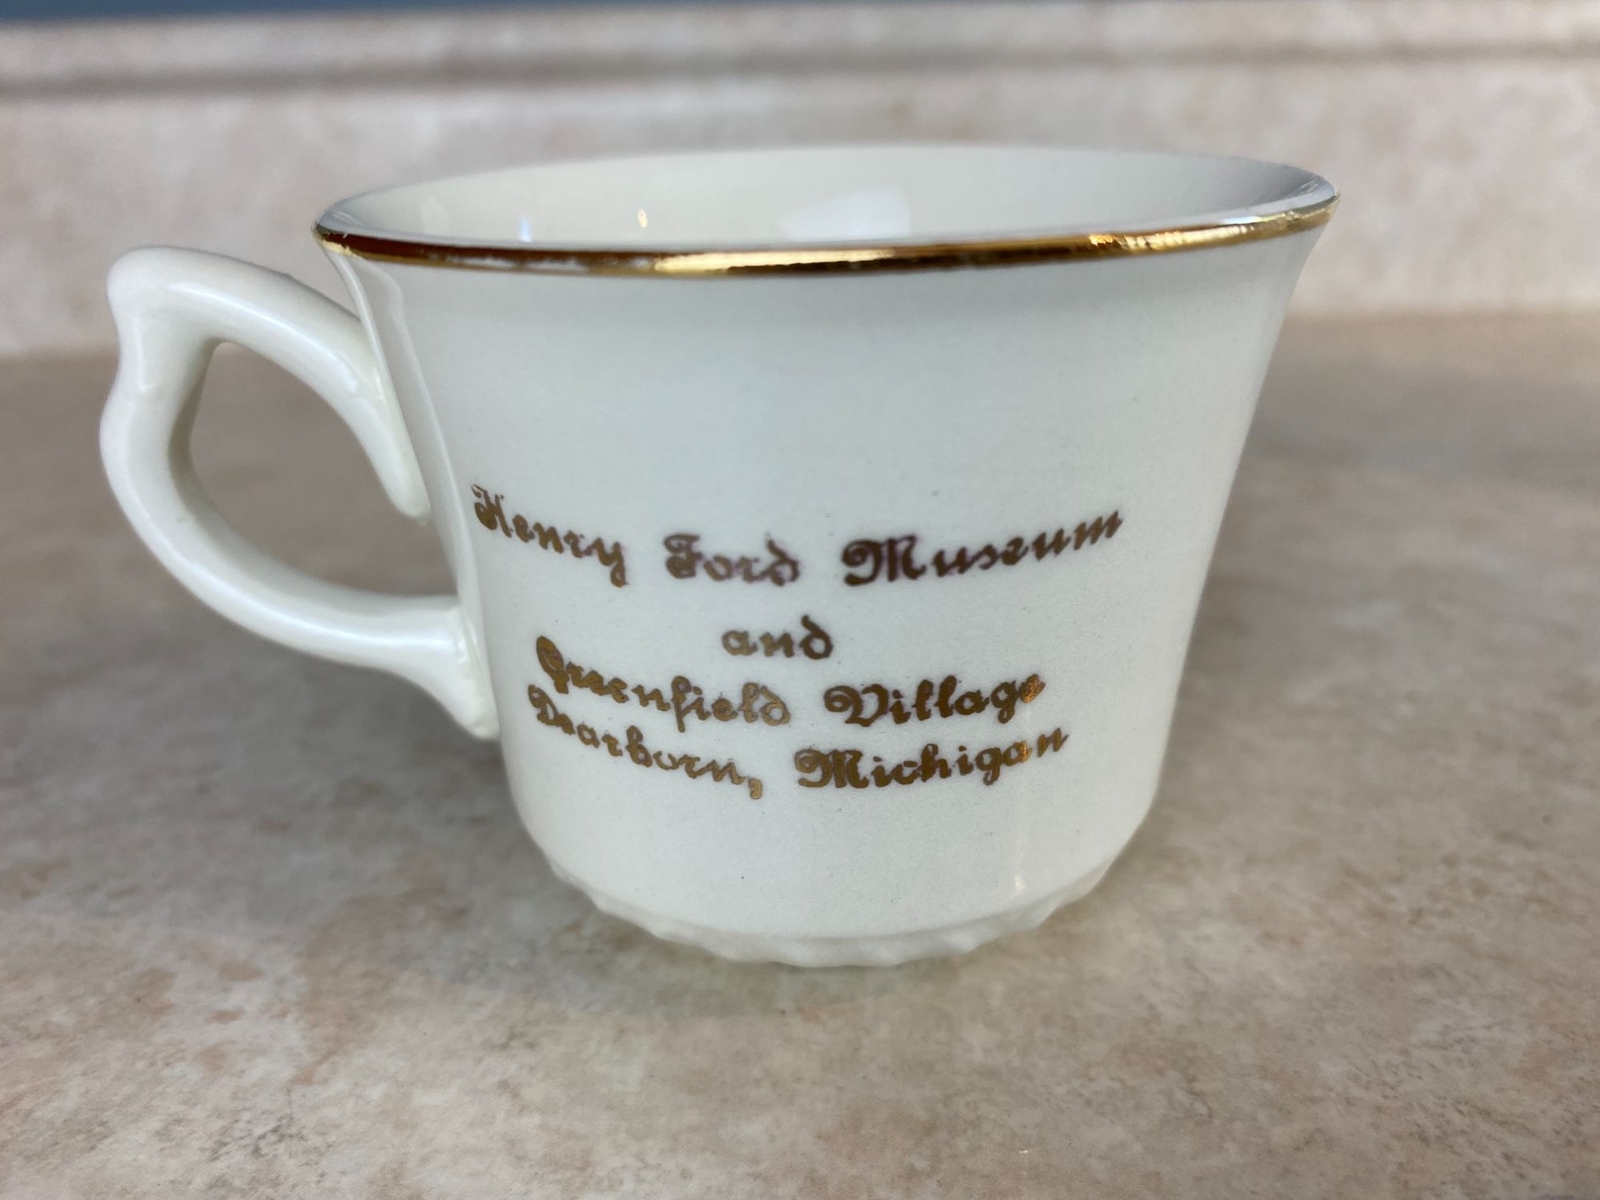 Henry Ford Museum
and
Greenfield Village
Dearborn, Michigan